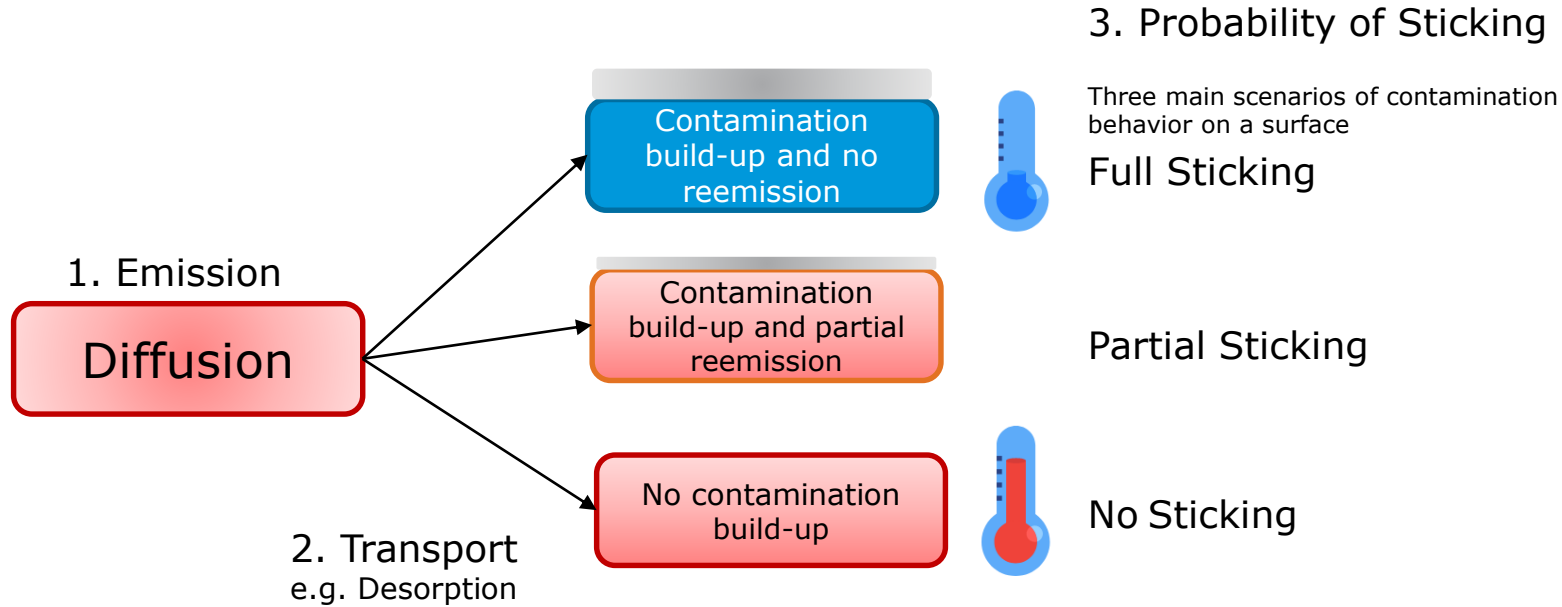 1. Emission
Diffusion
2. Transport
e.g. Desorption
Contamination
build-up and no
reemission
Contamination
build-up and partial
reemission
No contamination
build-up
3. Probability of Sticking
Three main scenarios of contamination
behavior on a surface
Full Sticking
Partial Sticking
No Sticking